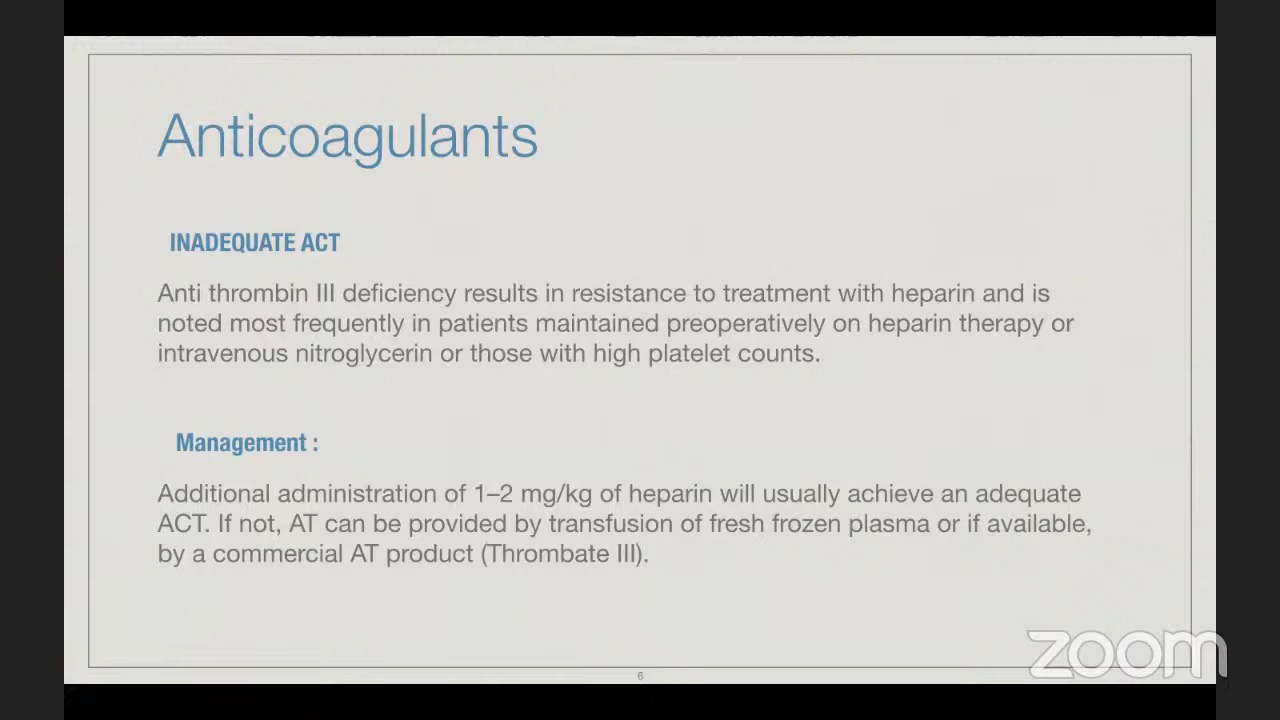 Anticoagulants
INADEQUATE ACT
Anti thrombin III deficiency results in resistance to treatment with heparin and is
noted most frequently in patients maintained preoperatively on heparin therapy or
intravenous nitroglycerin or those with high platelet counts.
Management :
Additional administration of 1–2 mg/kg of heparin will usually achieve an adequate
ACT. If not, AT can be provided by transfusion of fresh frozen plasma or if available,
by a commercial AT product (Thrombate III).
zoom
6